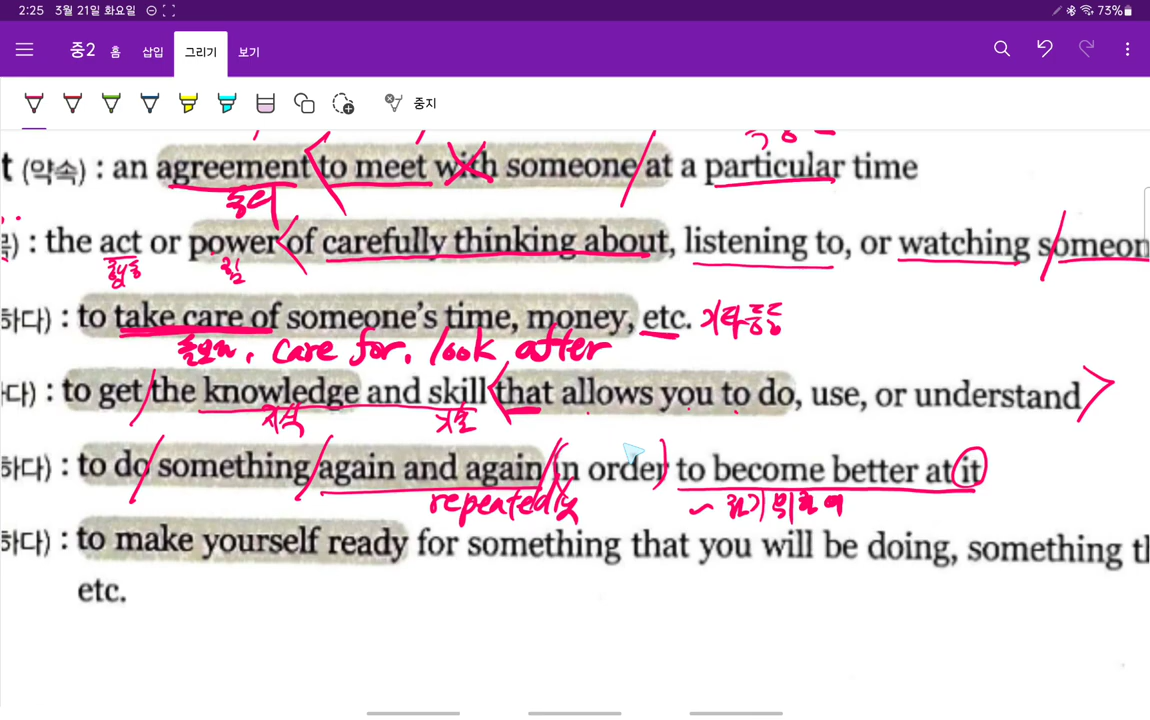 2:25 3월 21일 화요일 73%
중2 홈 삽입 그리기 보기
중지
t (약속) : an agreement to meet with someone at a particular time
동의
: the act or power of carefully thinking about, listening to, or watching someon
행동 힘
하다) : to take care of someone's time, money, etc. 기타등등
care for. look after
다) : to get the knowledge and skill that allows you to do, use, or understand
지식 기술
하다) : to do something again and again in order to become better at it
repeatedly ~ 하기 위하여
하다) : to make yourself ready for something that you will be doing, something th
etc.